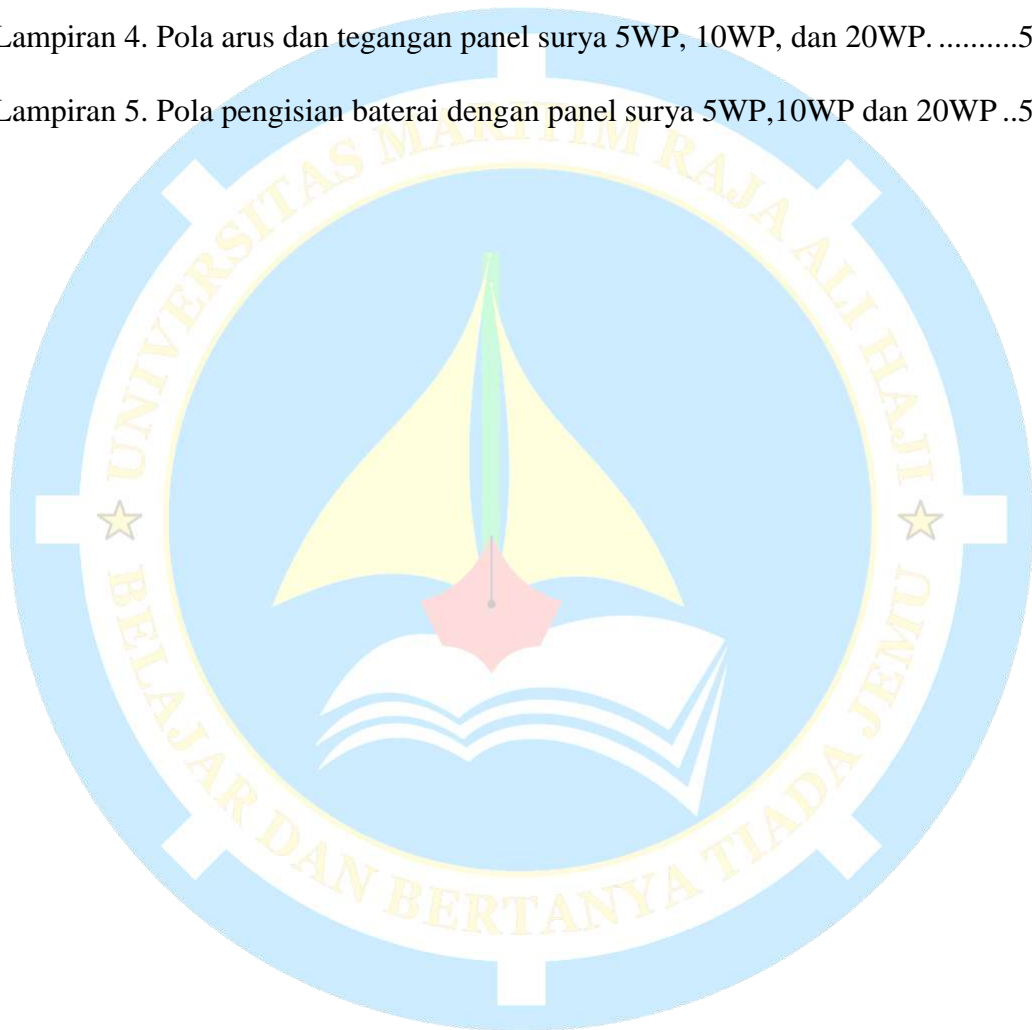 Lampiran 4. Pola arus dan tegangan panel surya 5WP, 10WP, dan 20WP. ..........5
Lampiran 5. Pola pengisian baterai dengan panel surya 5WP,10WP dan 20WP ..5
UNIVERSITAS MARITIM RAJA ALI HAJI
BELAJAR DAN BERTANYA TIADA JEMU